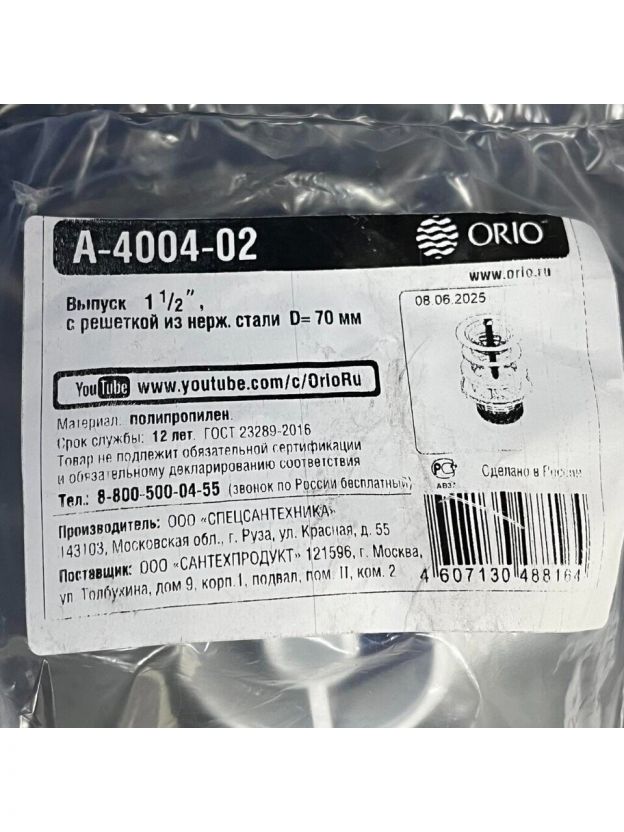 А-4004-02
ORIO
www.orio.ru
Выпуск 1 1/2",
с решеткой из нерж. стали D= 70 мм
08.06.2025
YouTube www.youtube.com/c/OrioRu
Материал: полипропилен.
Срок службы: 12 лет. ГОСТ 23289-2016
Товар не подлежит обязательной сертификации
и обязательному декларированию соответствия
Тел.: 8-800-500-04-55 (звонок по России бесплатный)
РСТ
Сделано в России
Производитель: ООО «СПЕЦСАНТЕХНИКА»
143103, Московская обл., г. Руза, ул. Красная, д. 55
Поставщик: ООО «САНТЕХПРОДУКТ» 121596, г. Москва,
ул. Толбухина, дом 9, корп.1, подвал, пом. II, ком. 2
4 607130 488164